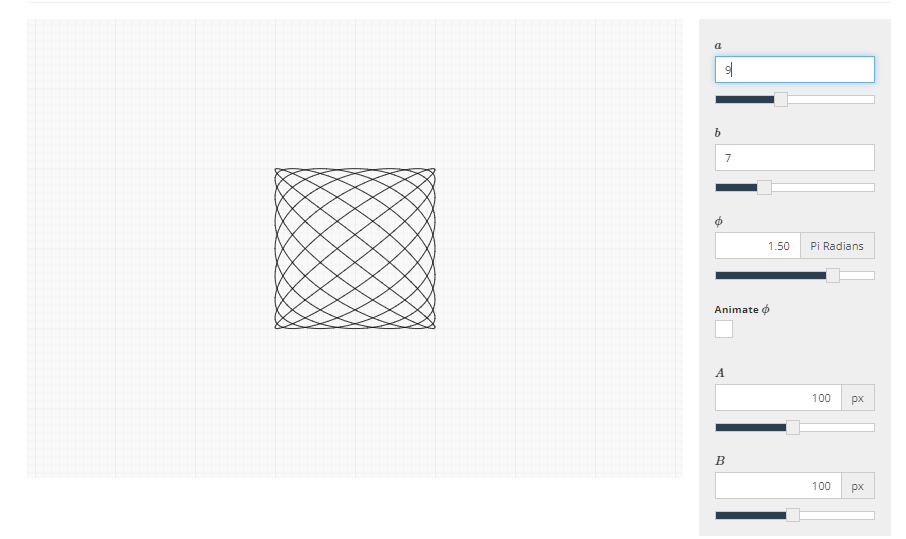 a
9
b
7
ϕ
1.50 Pi Radians
Animate ϕ
A
100 px
B
100 px